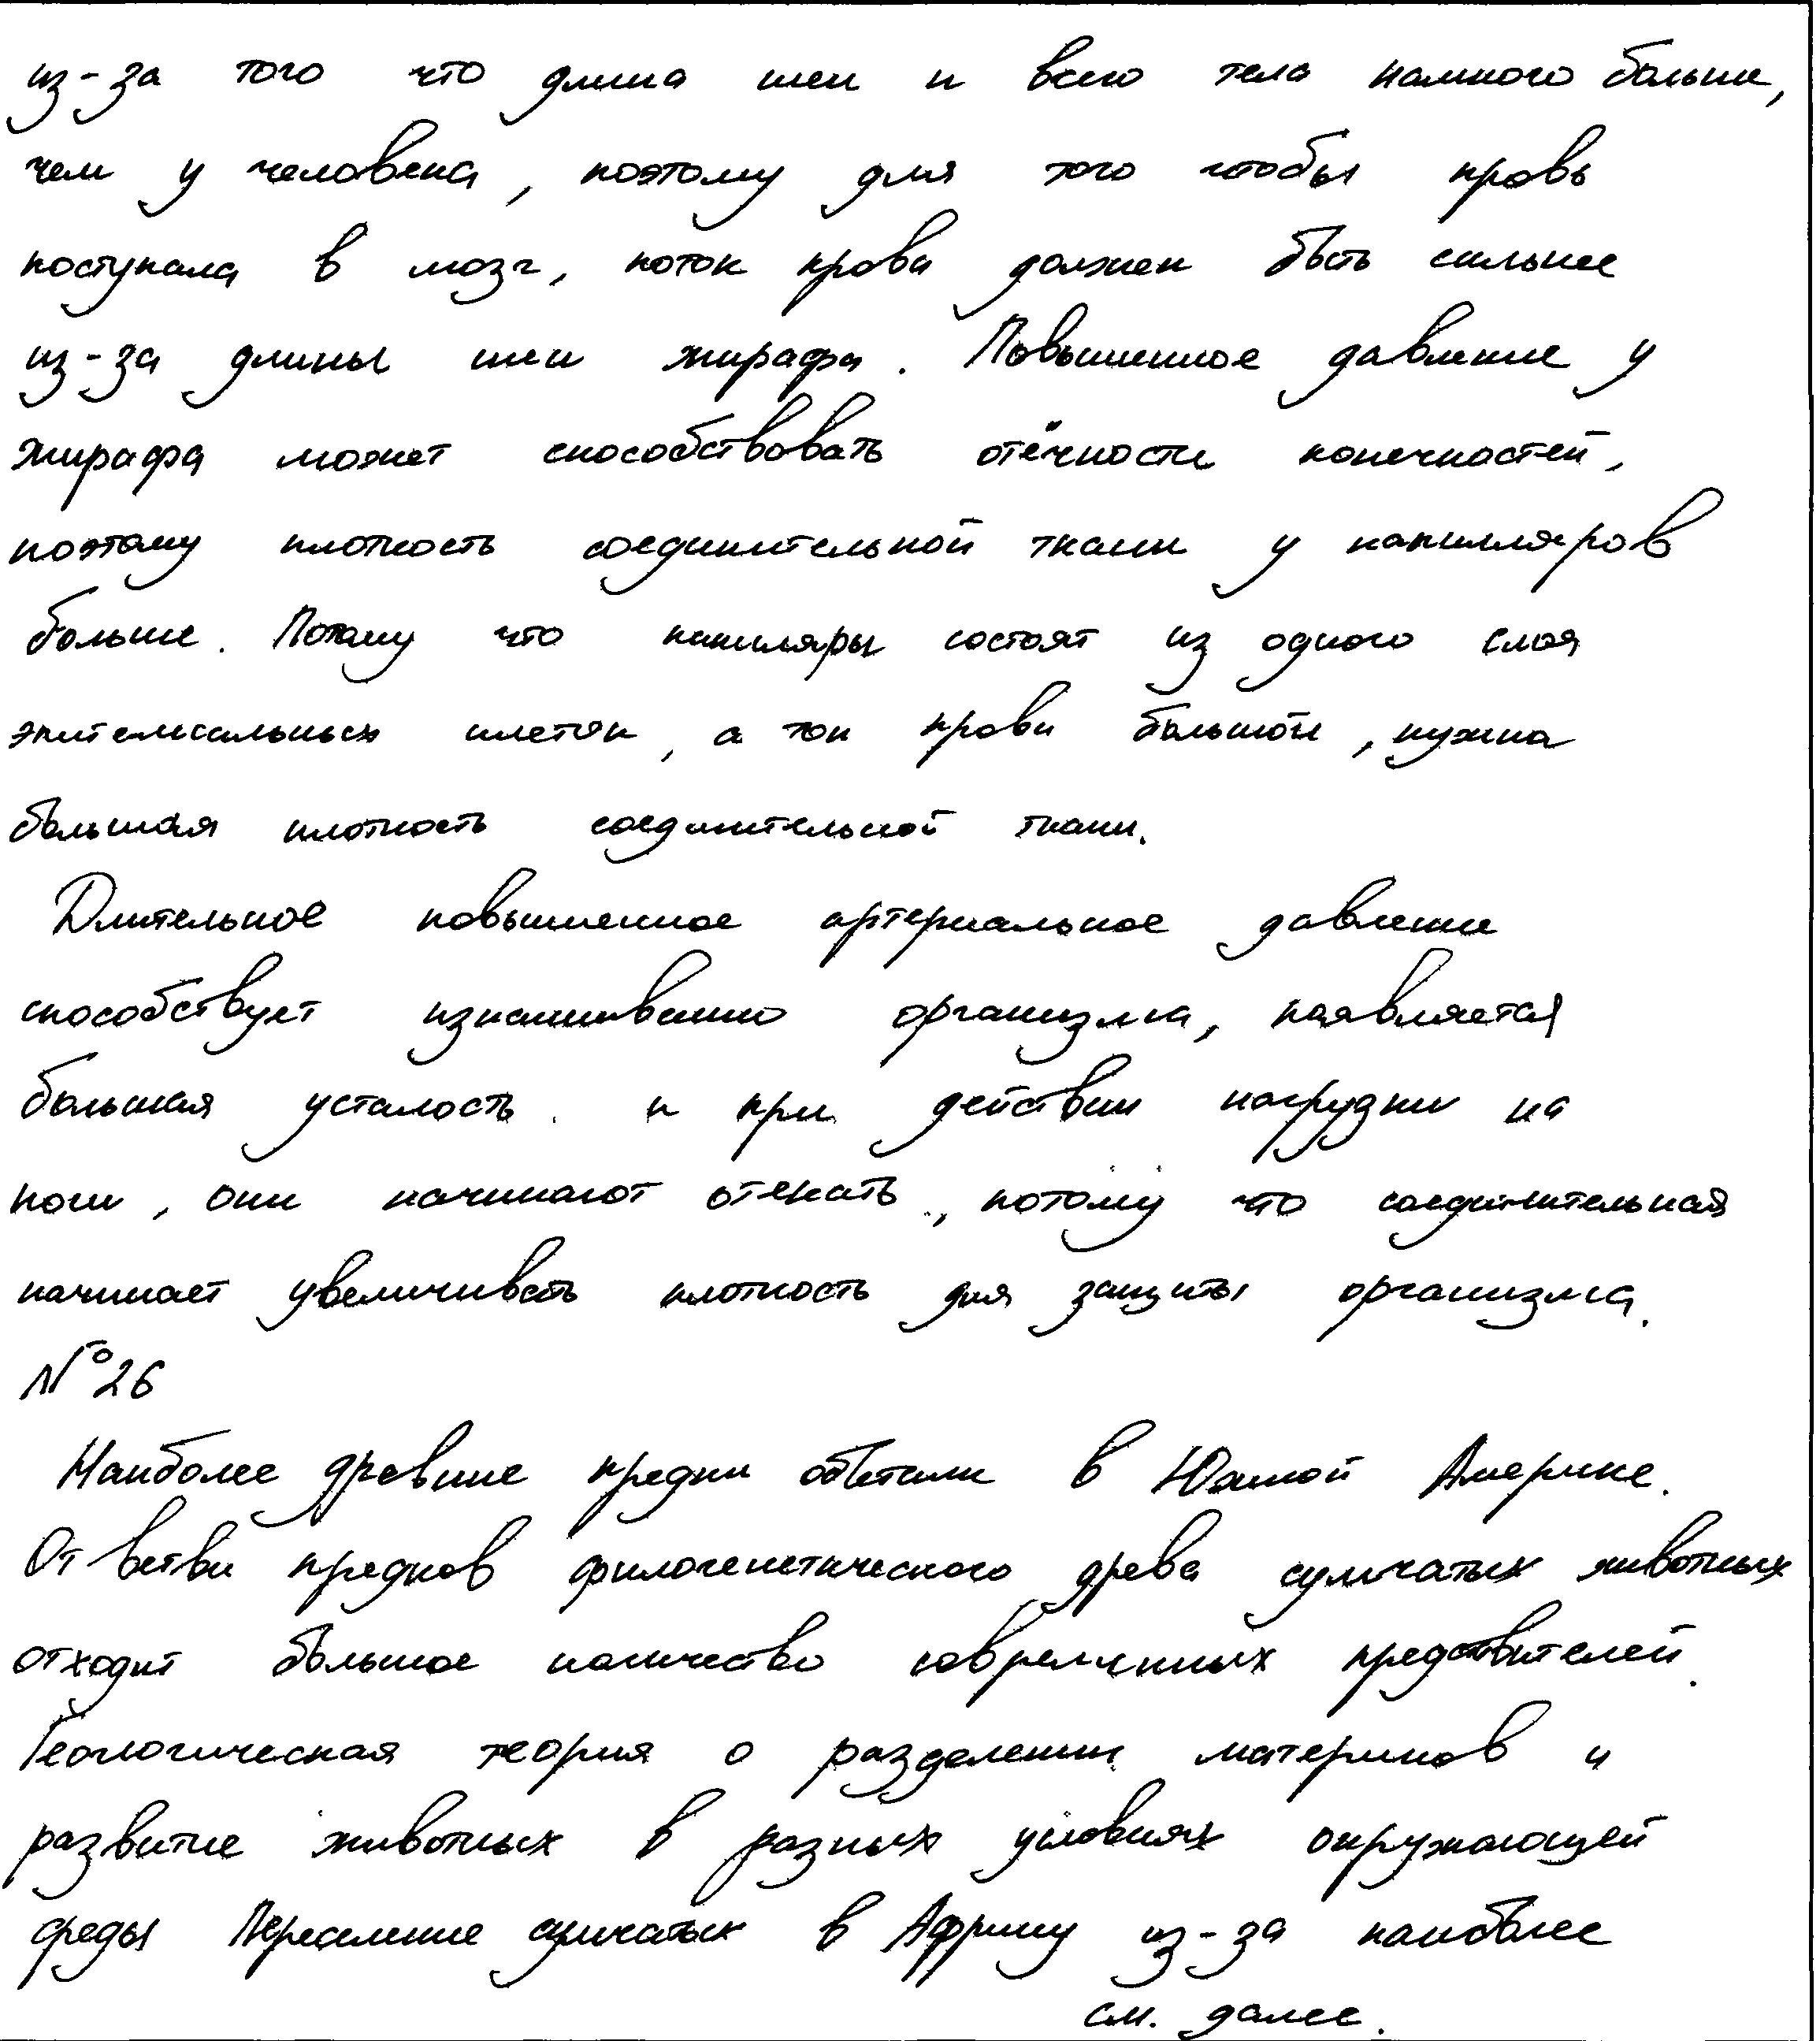 из-за того что длина шеи и всего тела намного больше,
чем у человека, поэтому для того чтобы кровь
поступала в мозг, поток крови должен быть сильнее
из-за длины шеи жирафа. Повышенное давление у
жирафа может способствовать отёчности конечностей,
поэтому плотность соединительной ткани у капилляров
больше. Потому что капиляры состоят из одного слоя
эпителиальных клеток, а ток крови большой, нужна
большая плотность соединительной ткани.
Длительное повышенное артериальное давление
способствует изнашиванию организма, появляется
большая усталость. и при действии нагрузки на
ноги, они начинают отекать, потому что соединительная
начинает увеличивать плотность для защиты организма.
№26
Наиболее древние предки обитали в Южной Америке.
От ветви предков филогенетического древа сумчатых животных
отходит большое количество современных представителей.
Геологическая теория о разделении материков и
развитие животных в разных условиях окружающей
среды Переселение сумчатых в Африку из-за наиболее
см. далее.